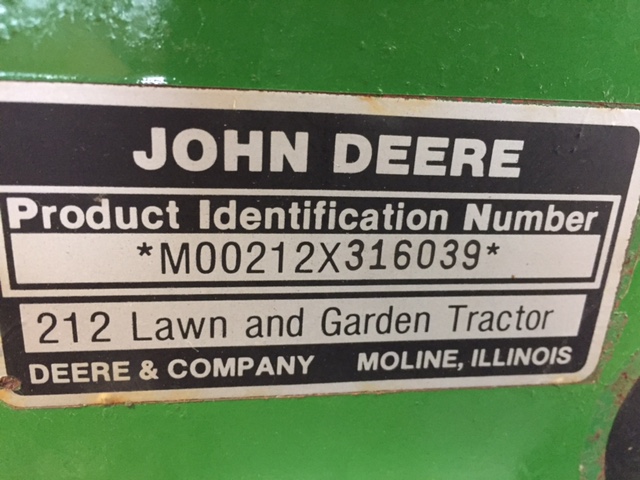 JOHN DEERE
Product Identification Number
*M00212X316039*
212 Lawn and Garden Tractor
DEERE & COMPANY MOLINE, ILLINOIS